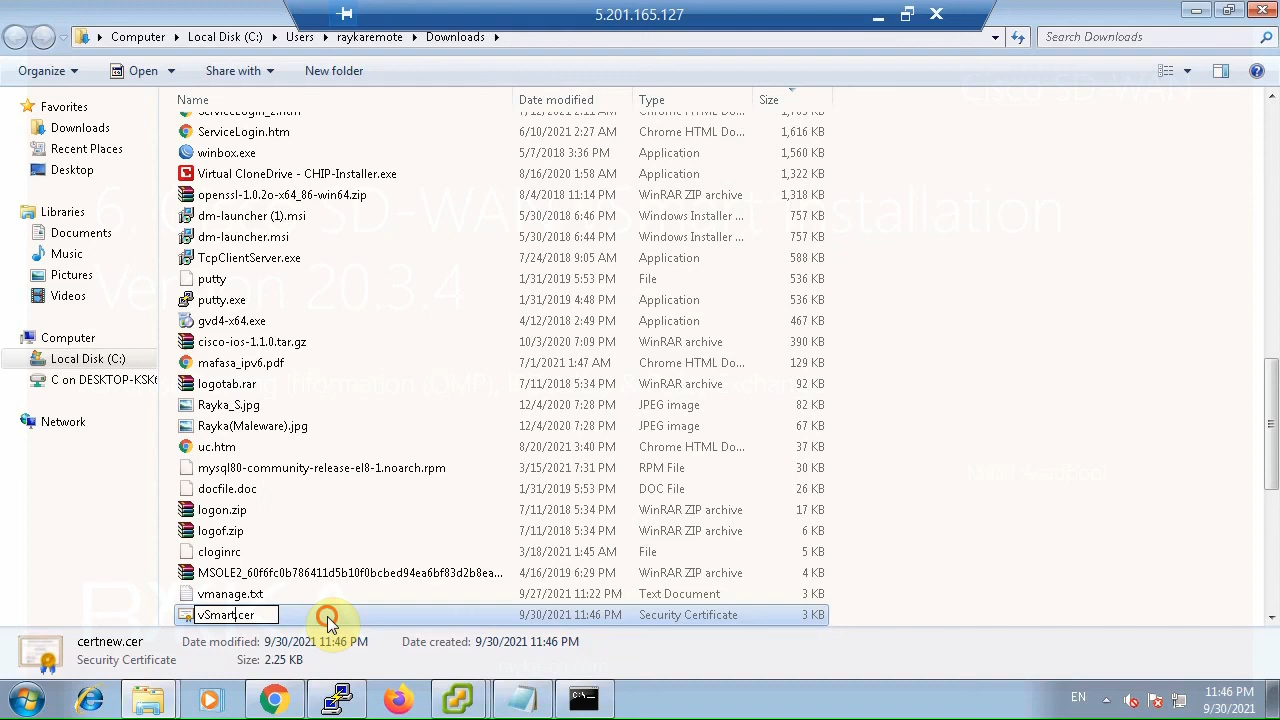 5.201.165.127
Computer Local Disk (C:) Users raykaremote Downloads
Search Downloads
Organize Open Share with New folder
Cisco SD-WAN
Name Date modified Type Size
Favorites
Downloads
Recent Places
Desktop
Libraries
Documents
Music
Pictures
Videos
Computer
Local Disk (C:)
C on DESKTOP-KSK
Network
ServiceLogin.htm 6/10/2021 2:27 AM Chrome HTML Do... 1,616 KB
winbox.exe 5/7/2018 3:36 PM Application 1,560 KB
Virtual CloneDrive - CHIP-Installer.exe 8/16/2020 1:58 AM Application 1,322 KB
openssl-1.0.2o-x64_86-win64.zip 8/4/2018 11:14 PM WinRAR ZIP archive 1,318 KB
dm-launcher (1).msi 5/30/2018 6:46 PM Windows Installer ... 757 KB
dm-launcher.msi 5/30/2018 6:44 PM Windows Installer ... 757 KB
TcpClientServer.exe 7/24/2018 9:05 AM Application 588 KB
putty 1/31/2019 5:53 PM File 536 KB
putty.exe 1/31/2019 4:48 PM Application 536 KB
gvd4-x64.exe 4/12/2018 2:49 PM Application 467 KB
cisco-ios-1.1.0.tar.gz 10/3/2020 7:09 PM WinRAR archive 390 KB
mafasa_ipv6.pdf 7/1/2021 1:47 AM Chrome HTML Do... 129 KB
logotab.rar 7/11/2018 5:34 PM WinRAR archive 92 KB
Rayka_S.jpg 12/4/2020 7:28 PM JPEG image 82 KB
Rayka(Maleware).jpg 12/4/2020 7:28 PM JPEG image 67 KB
uc.htm 8/20/2021 3:40 PM Chrome HTML Do... 37 KB
mysql80-community-release-el8-1.noarch.rpm 3/15/2021 7:31 PM RPM File 30 KB
docfile.doc 1/31/2019 5:53 PM DOC File 26 KB
logon.zip 7/11/2018 5:34 PM WinRAR ZIP archive 17 KB
logof.zip 7/11/2018 5:34 PM WinRAR ZIP archive 6 KB
cloginrc 3/18/2021 1:45 AM File 5 KB
MSOLE2_60f6fc0b786411d5b10f0bcbed94ea6bf83d2b8ea... 4/16/2019 6:29 PM WinRAR ZIP archive 4 KB
vmanage.txt 9/27/2021 11:22 PM Text Document 3 KB
vSmart.cer 9/30/2021 11:46 PM Security Certificate 3 KB
Version 20.3.4
certnew.cer Date modified: 9/30/2021 11:46 PM Date created: 9/30/2021 11:46 PM
Security Certificate Size: 2.25 KB
EN 11:46 PM
9/30/2021